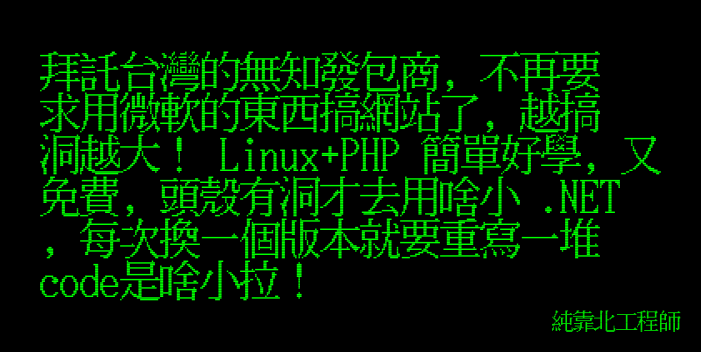 拜託台灣的無知發包商, 不再要
求用微軟的東西搞網站了, 越搞
洞越大! Linux+PHP 簡單好學, 又
免費, 頭殼有洞才去用啥小 .NET
, 每次換一個版本就要重寫一堆
code是啥小拉!
純靠北工程師